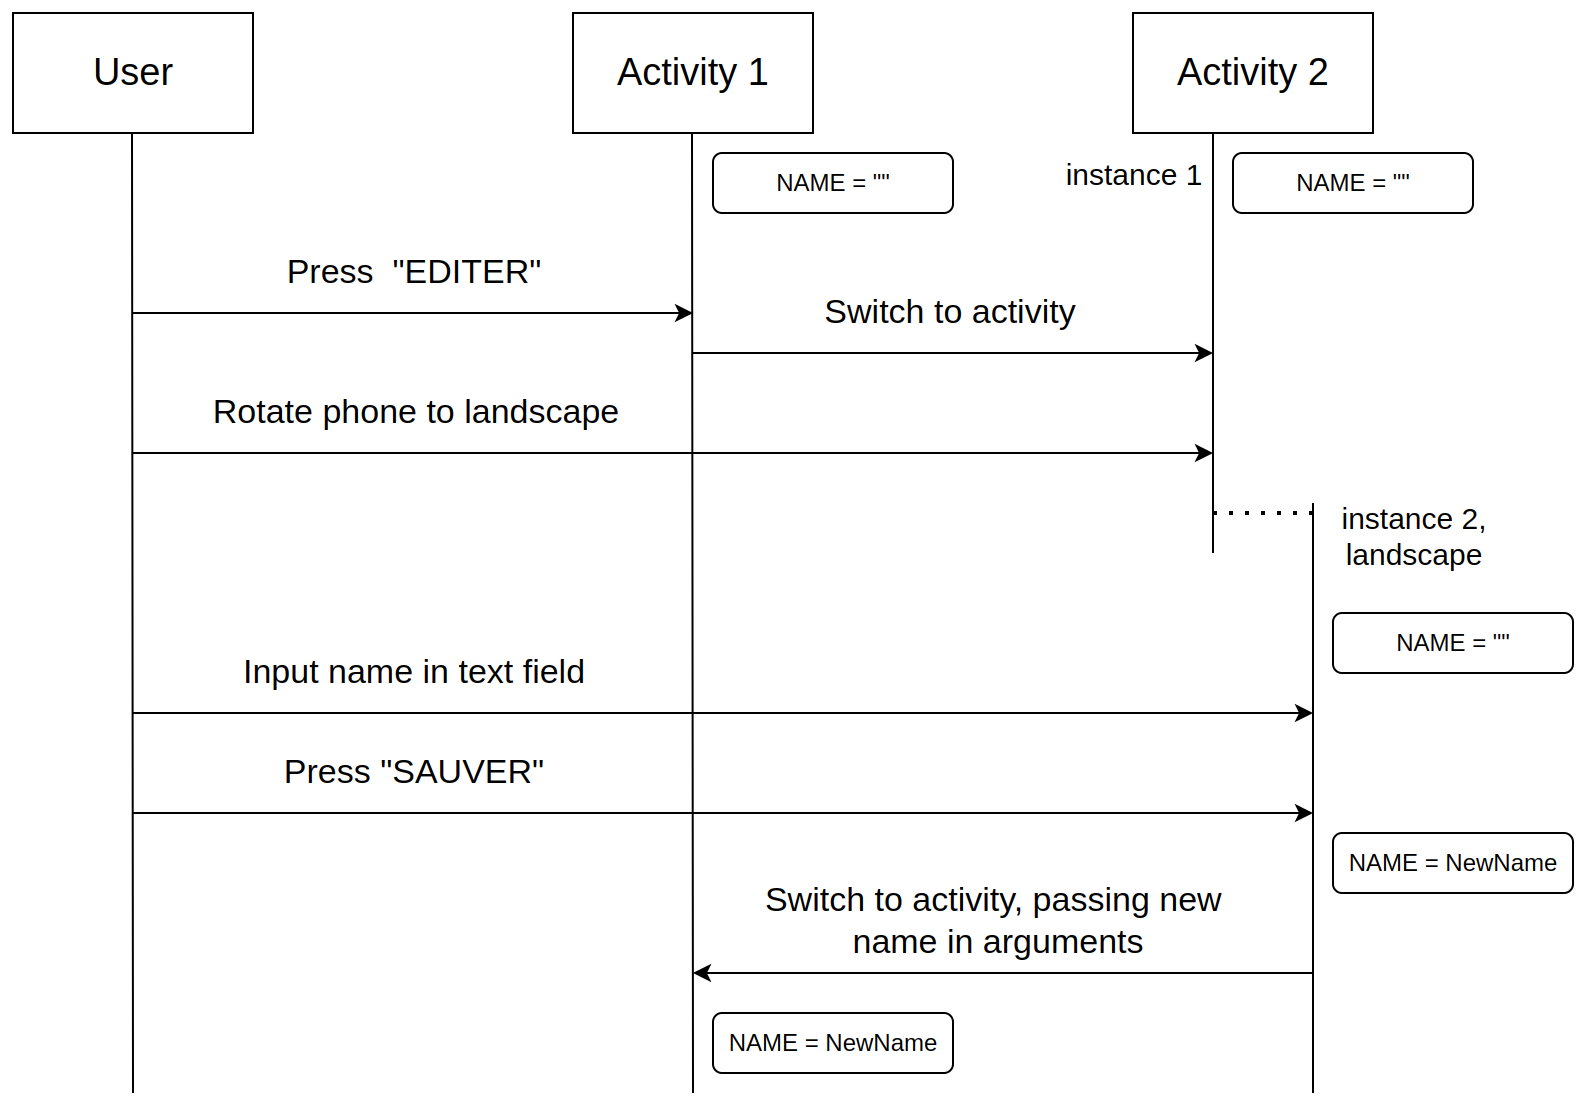 User
Activity 1
Activity 2
NAME = ""
instance 1
NAME = ""
Press  "EDITER"
Switch to activity
Rotate phone to landscape
instance 2,
landscape
NAME = ""
Input name in text field
Press "SAUVER"
NAME = NewName
Switch to activity, passing new
name in arguments
NAME = NewName